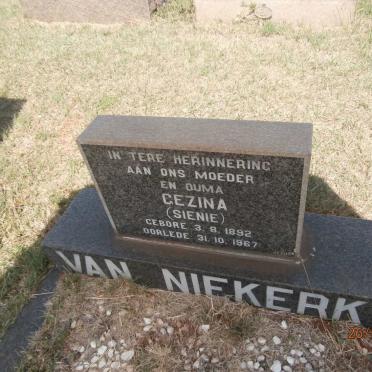 IN TERE HERINNERING
AAN ONS MOEDER
EN OUMA
GEZINA
(SIENIE)
GEBORE 3. 8. 1892
OORLEDE 31. 10. 1967
VAN NIEKERK